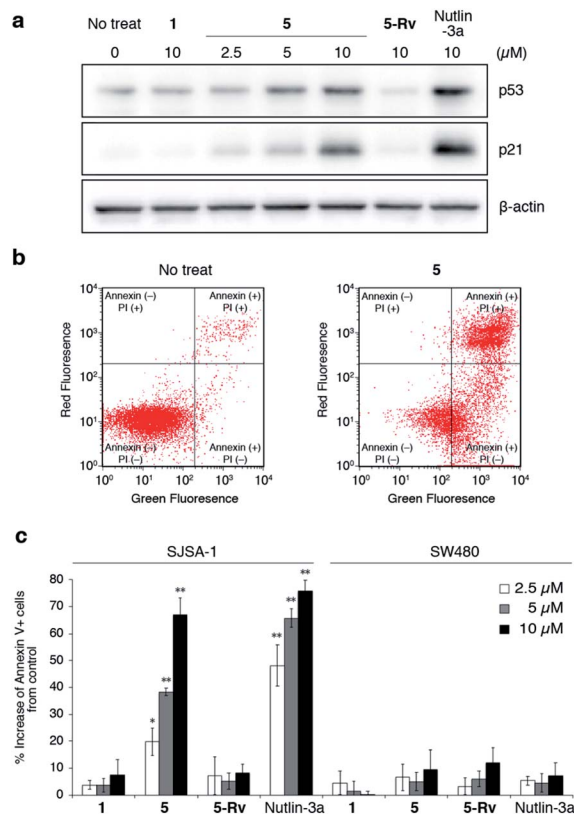 a
No treat 1 5 5-Rv Nutlin
-3a
0 10 2.5 5 10 10 10 (μM)
p53
p21
β-actin
b
No treat 5
Annexin (–)
PI (+)
Annexin (+)
PI (+)
Annexin (–)
PI (–)
Annexin (+)
PI (–)
Red Fluoresence
10⁴
10³
10²
10¹
10⁰
10⁰ 10¹ 10² 10³ 10⁴
Green Fluoresence
Annexin (–)
PI (+)
Annexin (+)
PI (+)
Annexin (–)
PI (–)
Annexin (+)
PI (–)
Red Fluoresence
10⁴
10³
10²
10¹
10⁰
10⁰ 10¹ 10² 10³ 10⁴
Green Fluoresence
c
SJSA-1 SW480
% Increase of Annexin V+ cells
from control
80
70
60
50
40
30
20
10
0
* ** ** ** ** **
2.5 μM
5 μM
10 μM
1 5 5-Rv Nutlin-3a 1 5 5-Rv Nutlin-3a